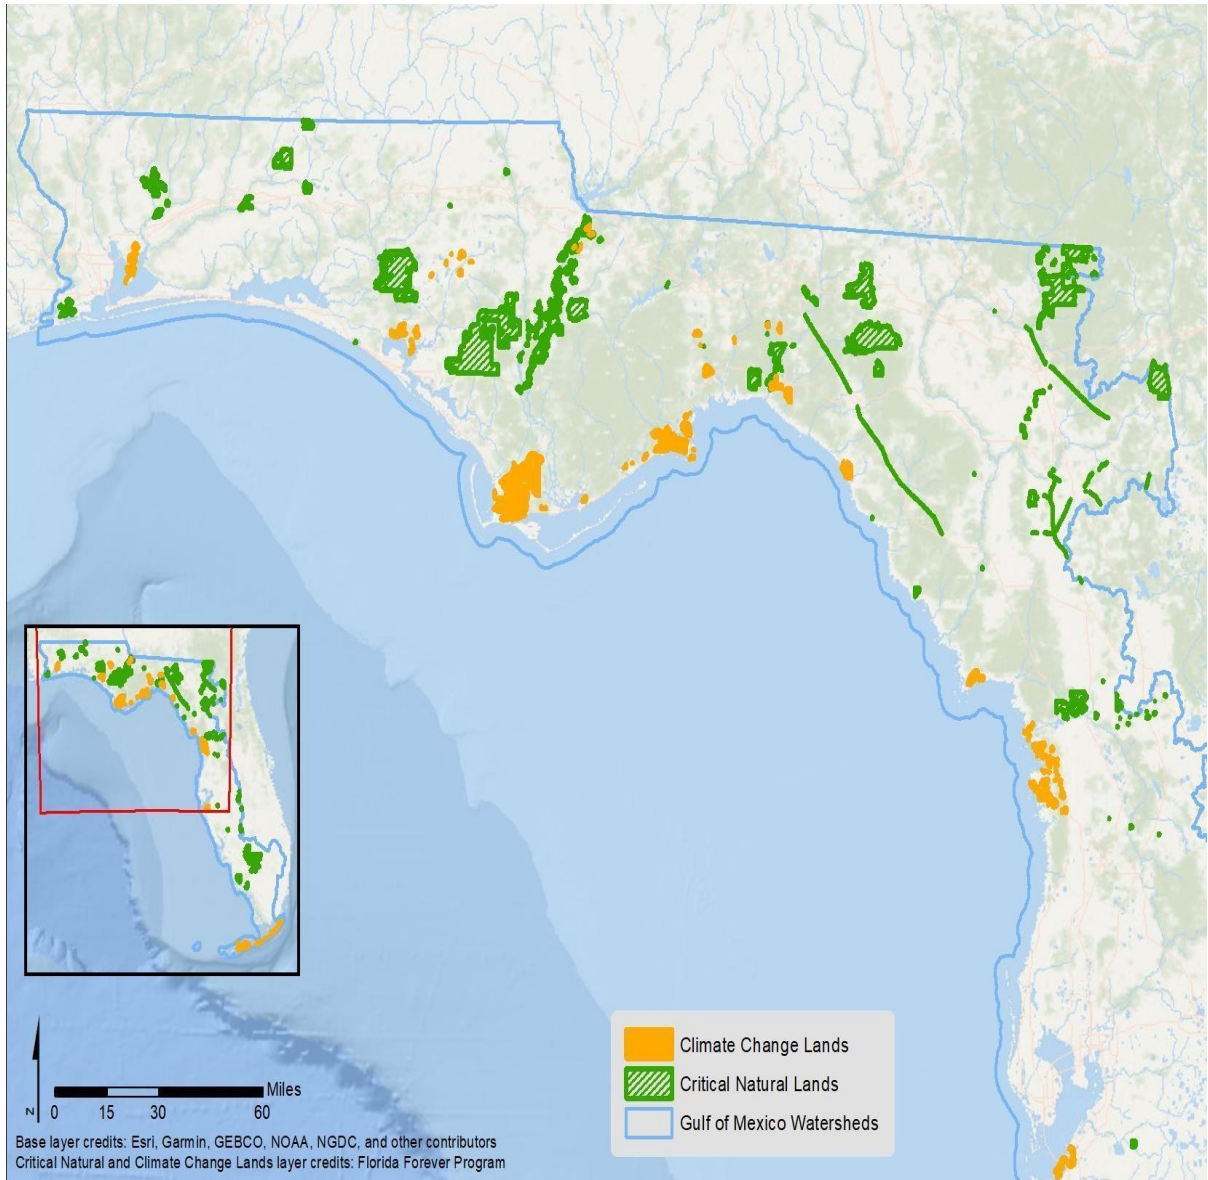 Climate Change Lands
Critical Natural Lands
Gulf of Mexico Watersheds
N
Miles
0 15 30 60
Base layer credits: Esri, Garmin, GEBCO, NOAA, NGDC, and other contributors
Critical Natural and Climate Change Lands layer credits: Florida Forever Program